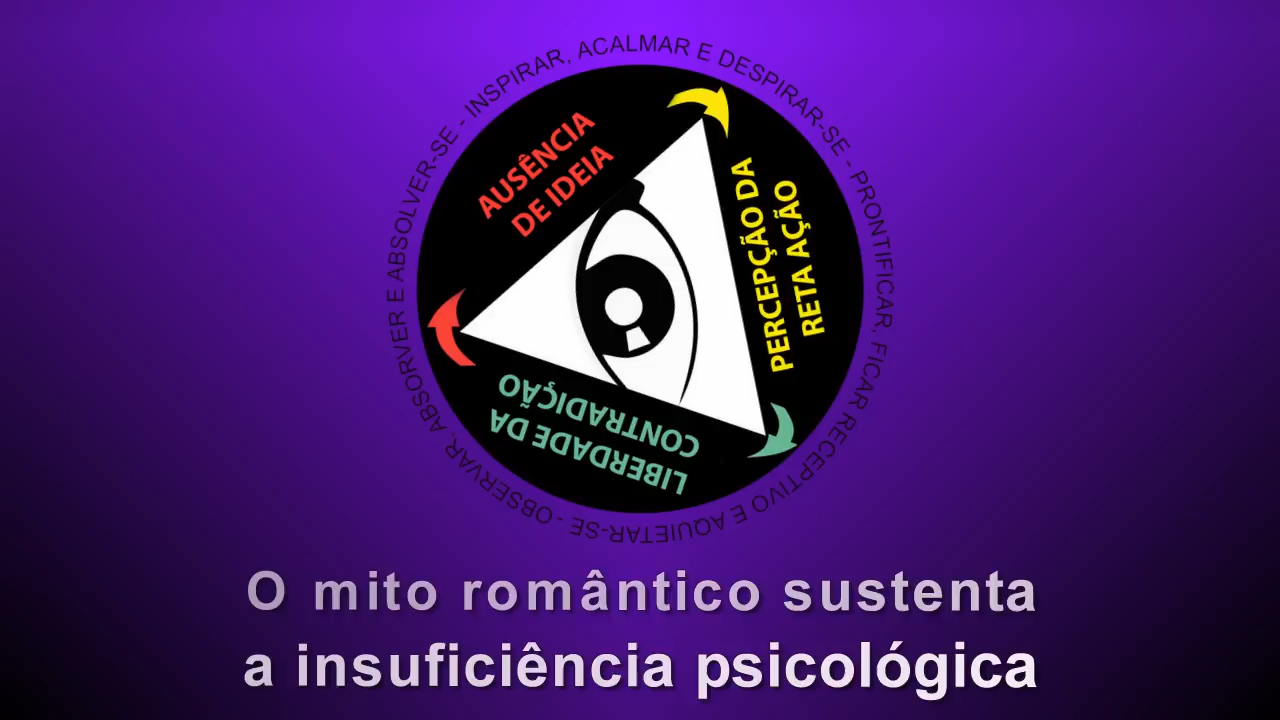 INSPIRAR, ACALMAR E DESPIRAR-SE - PRONTIFICAR, FICAR RECEPTIVO E AQUIETAR-SE - OBSERVAR, ABSORVER E ABSOLVER-SE -
AUSÊNCIA
DE IDEIA
PERCEPÇÃO DA
RETA AÇÃO
LIBERDADE DA
CONTRADIÇÃO
O mito romântico sustenta
a insuficiência psicológica